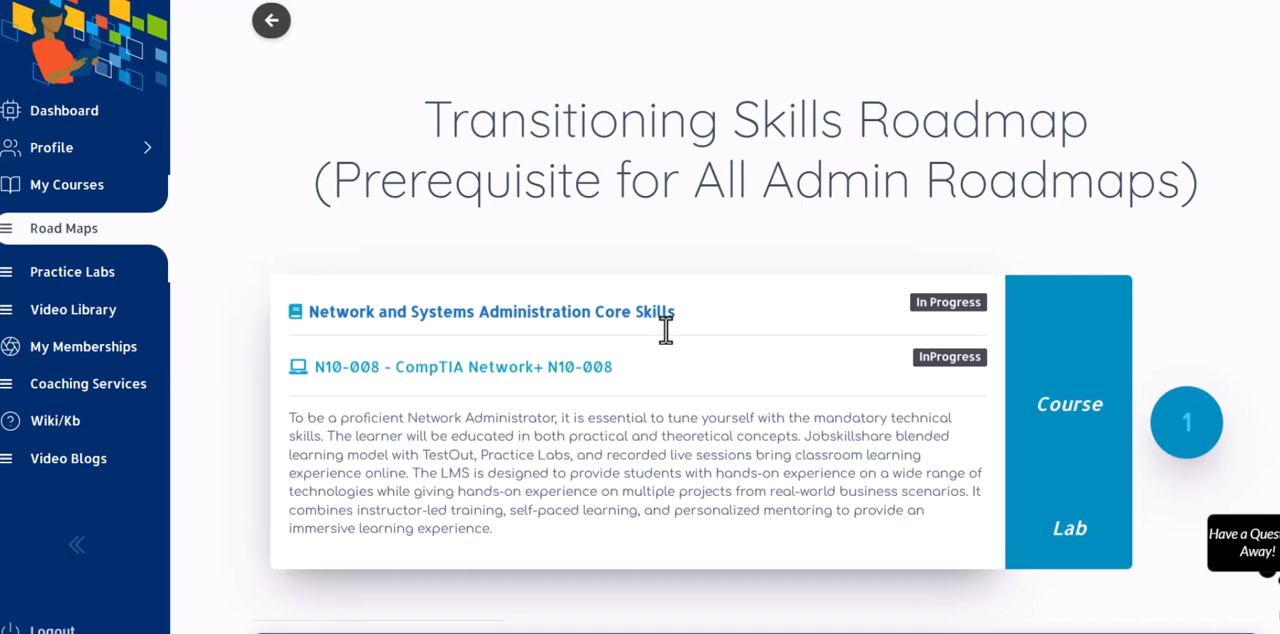 Dashboard
Profile
My Courses
Road Maps
Practice Labs
Video Library
My Memberships
Coaching Services
Wiki/Kb
Video Blogs
Logout
Transitioning Skills Roadmap
(Prerequisite for All Admin Roadmaps)
Network and Systems Administration Core Skills
In Progress
N10-008 - CompTIA Network+ N10-008
InProgress
To be a proficient Network Administrator, it is essential to tune yourself with the mandatory technical
skills. The learner will be educated in both practical and theoretical concepts. Jobskillshare blended
learning model with TestOut, Practice Labs, and recorded live sessions bring classroom learning
experience online. The LMS is designed to provide students with hands-on experience on a wide range of
technologies while giving hands-on experience on multiple projects from real-world business scenarios. It
combines instructor-led training, self-paced learning, and personalized mentoring to provide an
immersive learning experience.
Course
Lab
1
Have a Ques
Away!